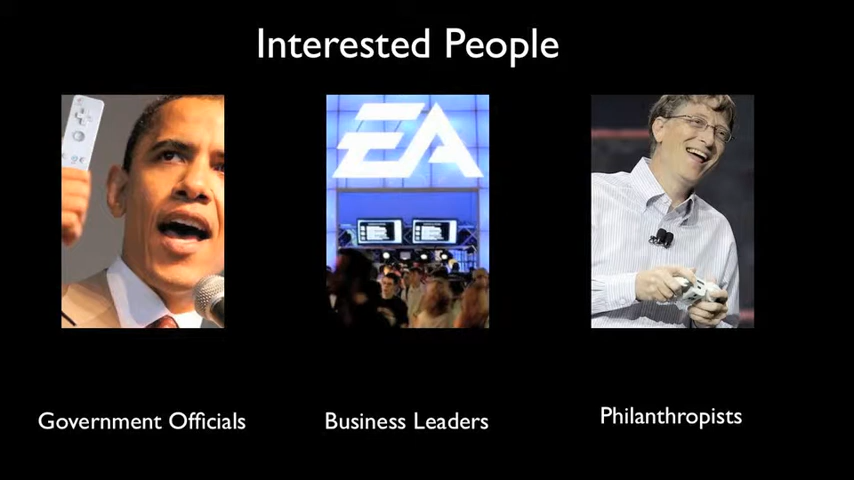 Interested People
EA
Government Officials
Business Leaders
Philanthropists